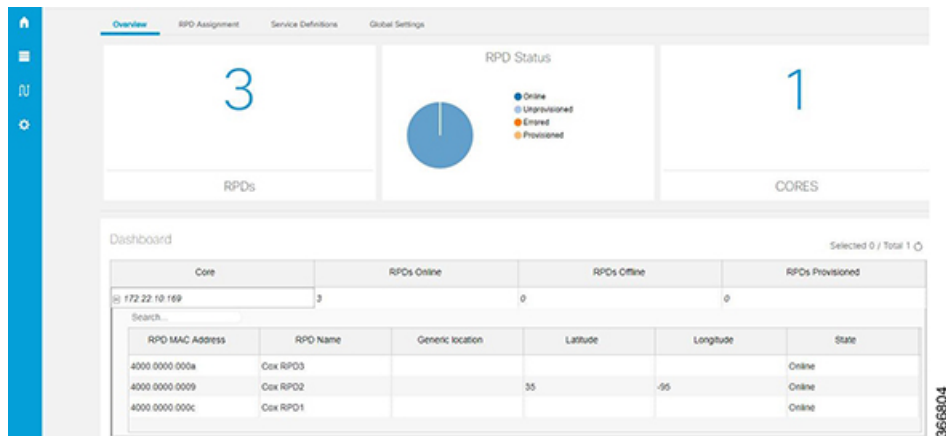 Overview RPD Assignment Service Definitions Global Settings
3
RPDs
RPD Status
Online
Unprovisioned
Errored
Provisioned
1
CORES
Dashboard
Selected 0 / Total 1
Core RPDs Online RPDs Offline RPDs Provisioned
172.22.10.169 3 0 0
Search...
RPD MAC Address RPD Name Generic location Latitude Longitude State
4000.0000.000a Cox RPD3 Online
4000.0000.0009 Cox RPD2 35 -95 Online
4000.0000.000c Cox RPD1 Online
366804